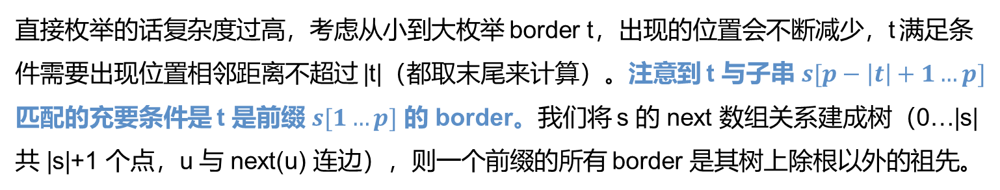 直接枚举的话复杂度过高，考虑从小到大枚举 border t，出现的位置会不断减少，t 满足条
件需要出现位置相邻距离不超过 |t|（都取末尾来计算）。注意到 t 与子串 s[p − |t| + 1 … p]
匹配的充要条件是 t 是前缀 s[1 … p] 的 border。我们将 s 的 next 数组关系建成树（0…|s|
共 |s|+1 个点，u 与 next(u) 连边），则一个前缀的所有 border 是其树上除根以外的祖先。